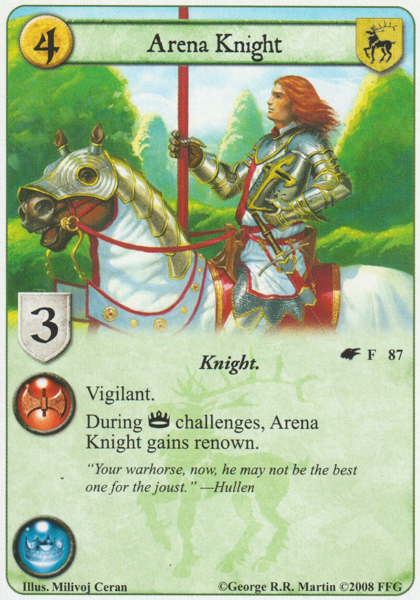 4
Arena Knight
3
Knight.
F 87
Vigilant.
During challenges, Arena
Knight gains renown.
“Your warhorse, now, he may not be the best
one for the joust.” —Hullen
Illus. Milivoj Ceran
©George R.R. Martin ©2008 FFG